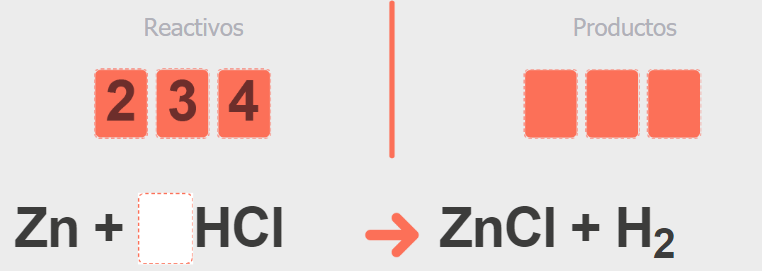 Reactivos Productos
2 3 4
Zn + HCl → ZnCl + H₂